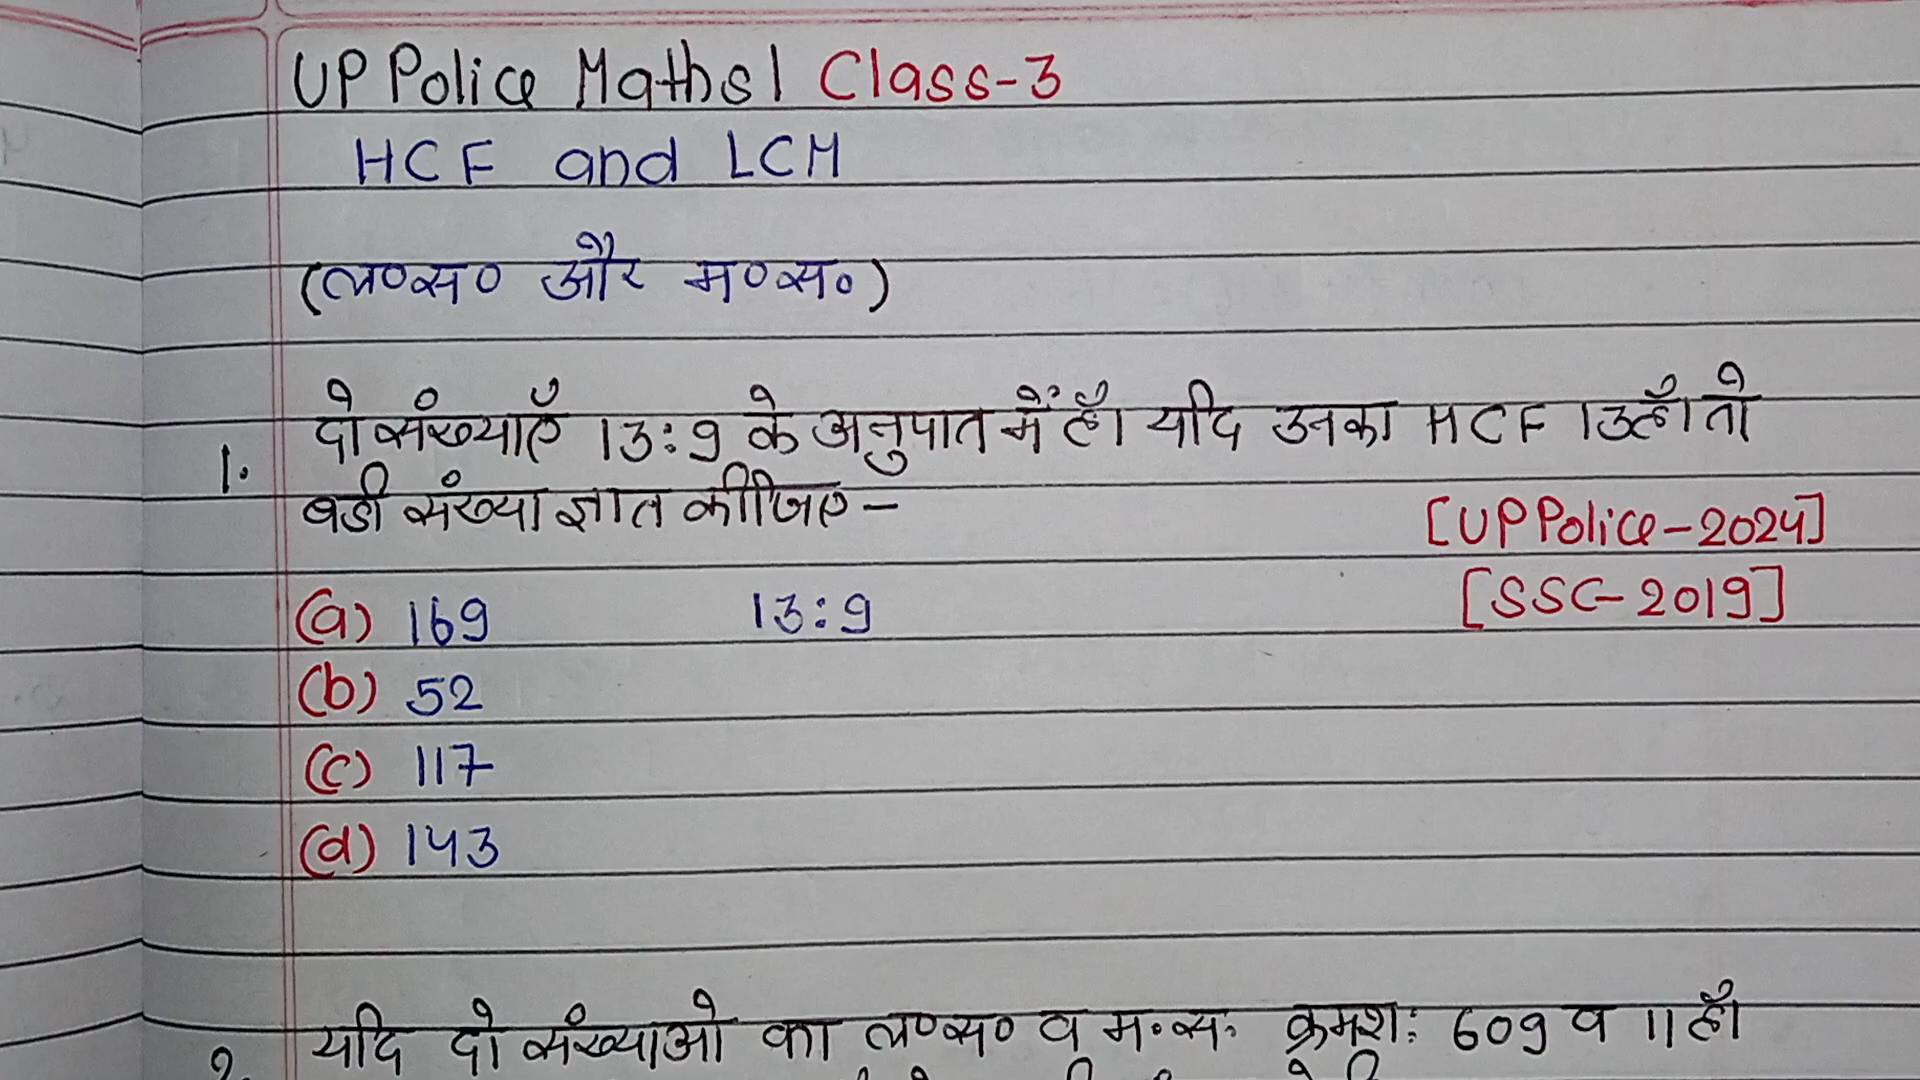 UP Police Maths| Class-3
HCF and LCM
(ल०स० और म०स०)
1. दो संख्याएँ 13:9 के अनुपात में है। यदि उनका HCF 13 है। तो
बडी संख्या ज्ञात कीजिए –
[UP Police-2024]
(a) 169 13:9 [SSC-2019]
(b) 52
(c) 117
(d) 143
2. यदि दो संख्याओ का ल०स० व म.स. क्रमश: 609 व 11 है।